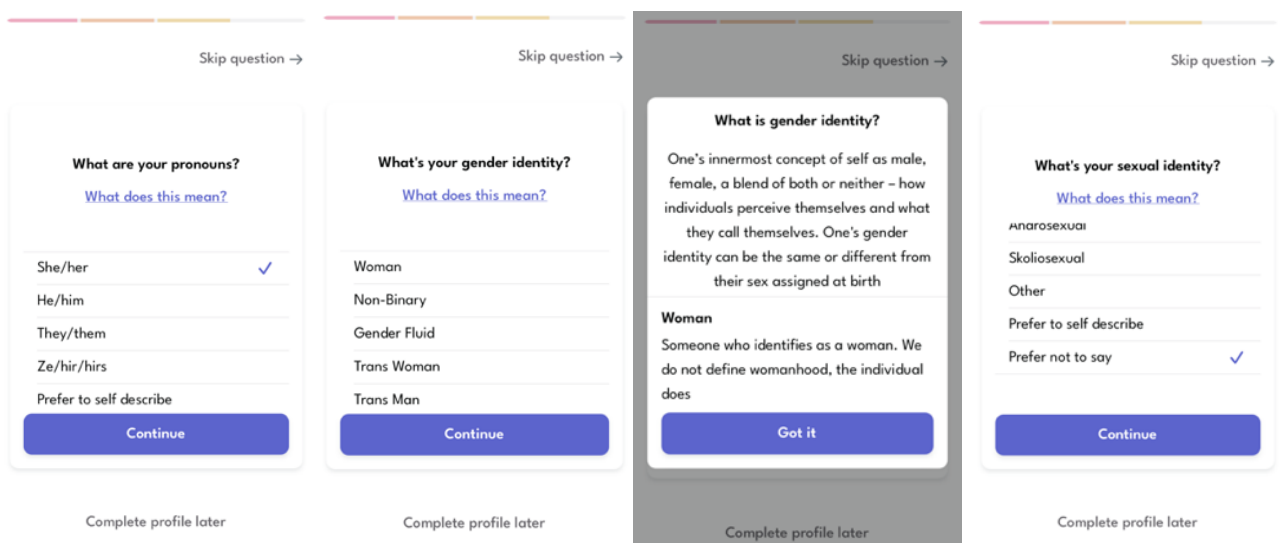 Skip question →
What are your pronouns?
What does this mean?
She/her
He/him
They/them
Ze/hir/hirs
Prefer to self describe
Continue
Complete profile later
Skip question →
What's your gender identity?
What does this mean?
Woman
Non-Binary
Gender Fluid
Trans Woman
Trans Man
Continue
Complete profile later
Skip question →
What is gender identity?
One's innermost concept of self as male,
female, a blend of both or neither – how
individuals perceive themselves and what
they call themselves. One's gender
identity can be the same or different from
their sex assigned at birth
Woman
Someone who identifies as a woman. We
do not define womanhood, the individual
does
Got it
Complete profile later
Skip question →
What's your sexual identity?
What does this mean?
Androsexual
Skoliosexual
Other
Prefer to self describe
Prefer not to say
Continue
Complete profile later